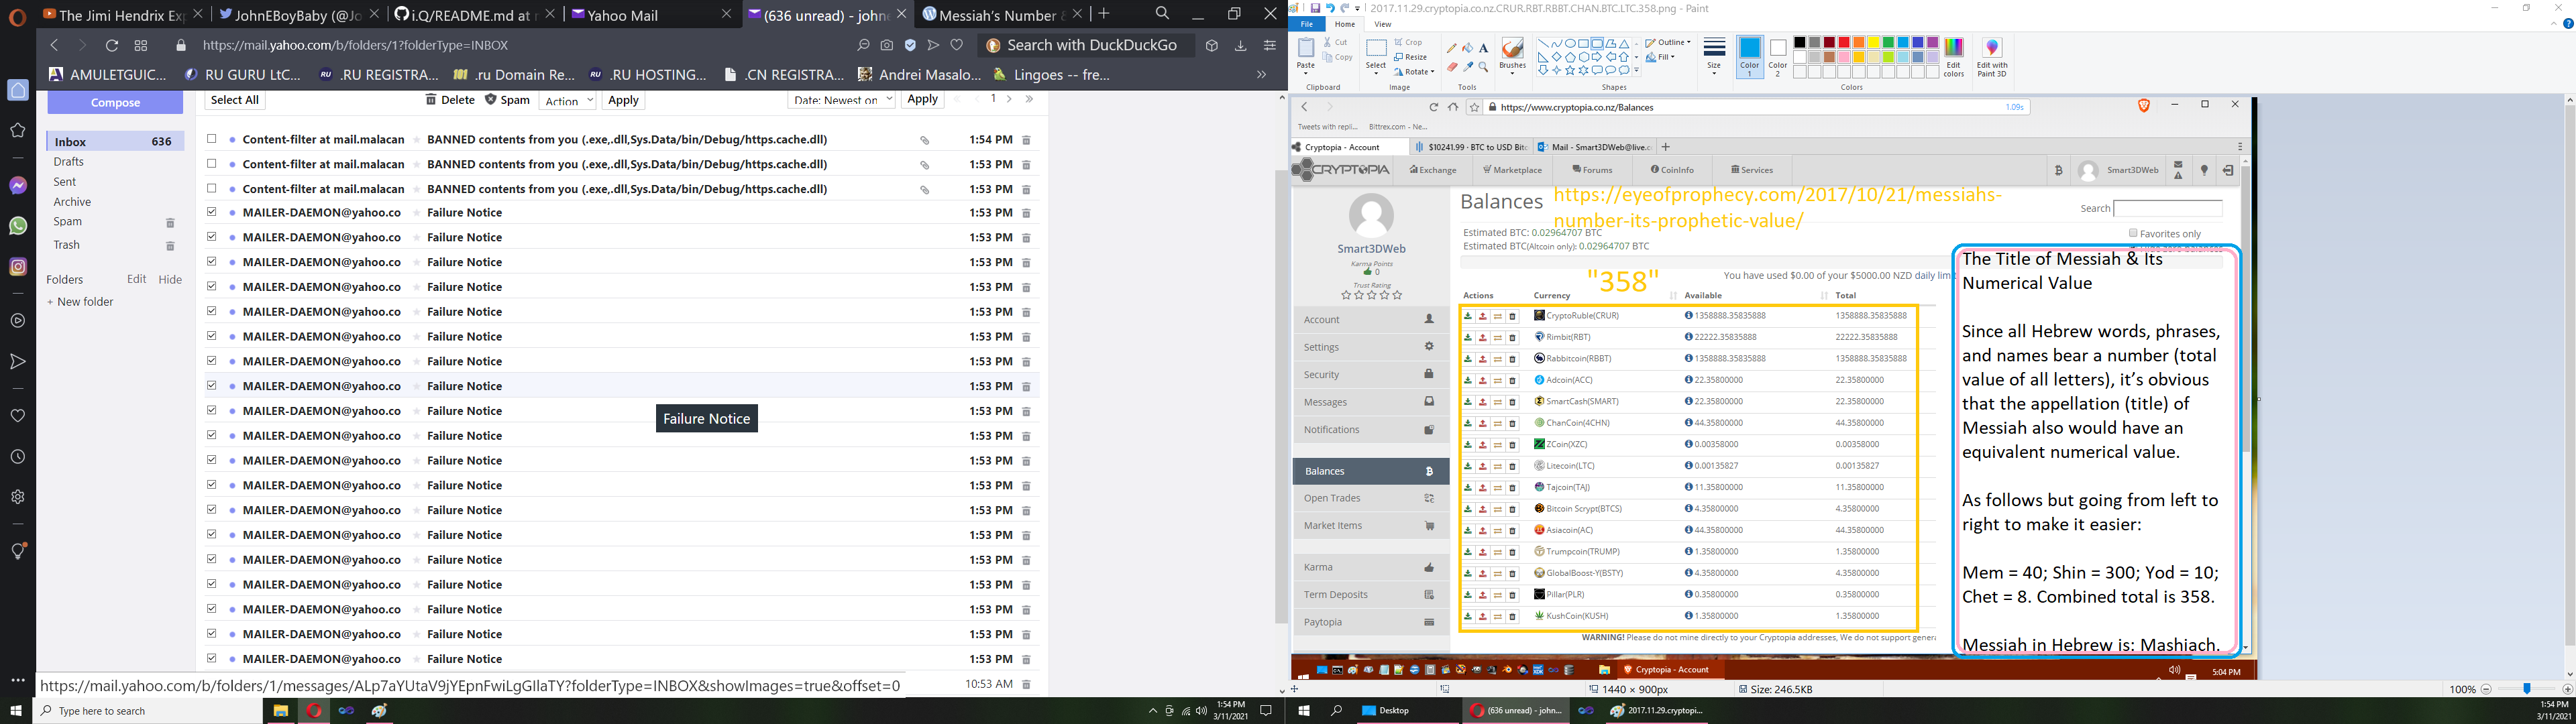 The Jimi Hendrix Ex
JohnEBoyBaby (@Jo
i.Q/README.md at
Yahoo Mail
(636 unread) - johne
Messiah's Number &
https://mail.yahoo.com/b/folders/1?folderType=INBOX
Search with DuckDuckGo
AMULETGUIC...
RU GURU LtC...
.RU REGISTRA...
.ru Domain Re...
.RU HOSTING...
.CN REGISTRA...
Andrei Masalo...
Lingoes -- fre...
Compose
Select All
Delete
Spam
Action
Apply
Date: Newest on
Apply
1
Inbox 636
Drafts
Sent
Archive
Spam
Trash
Folders Edit Hide
+ New folder
Content-filter at mail.malacan BANNED contents from you (.exe,.dll,Sys.Data/bin/Debug/https.cache.dll) 1:54 PM
Content-filter at mail.malacan BANNED contents from you (.exe,.dll,Sys.Data/bin/Debug/https.cache.dll) 1:53 PM
Content-filter at mail.malacan BANNED contents from you (.exe,.dll,Sys.Data/bin/Debug/https.cache.dll) 1:53 PM
MAILER-DAEMON@yahoo.co Failure Notice 1:53 PM
MAILER-DAEMON@yahoo.co Failure Notice 1:53 PM
MAILER-DAEMON@yahoo.co Failure Notice 1:53 PM
MAILER-DAEMON@yahoo.co Failure Notice 1:53 PM
MAILER-DAEMON@yahoo.co Failure Notice 1:53 PM
MAILER-DAEMON@yahoo.co Failure Notice 1:53 PM
MAILER-DAEMON@yahoo.co Failure Notice 1:53 PM
MAILER-DAEMON@yahoo.co Failure Notice 1:53 PM
MAILER-DAEMON@yahoo.co Failure Notice 1:53 PM
Failure Notice
MAILER-DAEMON@yahoo.co Failure Notice 1:53 PM
MAILER-DAEMON@yahoo.co Failure Notice 1:53 PM
MAILER-DAEMON@yahoo.co Failure Notice 1:53 PM
MAILER-DAEMON@yahoo.co Failure Notice 1:53 PM
MAILER-DAEMON@yahoo.co Failure Notice 1:53 PM
MAILER-DAEMON@yahoo.co Failure Notice 1:53 PM
MAILER-DAEMON@yahoo.co Failure Notice 1:53 PM
MAILER-DAEMON@yahoo.co Failure Notice 1:53 PM
MAILER-DAEMON@yahoo.co Failure Notice 1:53 PM
MAILER-DAEMON@yahoo.co Failure Notice 1:53 PM
10:53 AM
https://mail.yahoo.com/b/folders/1/messages/ALp7aYUtaV9jYEpnFwiLgGIlaTY?folderType=INBOX&showImages=true&offset=0
Type here to search
1:54 PM
3/11/2021
2017.11.29.cryptopia.co.nz.CRUR.RBT.RBBT.CHAN.BTC.LTC.358.png - Paint
File Home View
Paste
Cut
Copy
Clipboard
Select
Crop
Resize
Rotate
Image
Tools
Brushes
Outline
Fill
Shapes
Size
Color 1
Color 2
Edit colors
Colors
Edit with Paint 3D
https://www.cryptopia.co.nz/Balances
1.09s
Tweets with repli...
Bittrex.com - Ne...
Cryptopia - Account
$10241.99 - BTC to USD Bitc
Mail - Smart3DWeb@live.c
CRYPTOPIA
Exchange
Marketplace
Forums
CoinInfo
Services
Smart3DWeb
Balances
https://eyeofprophecy.com/2017/10/21/messiahs-
number-its-prophetic-value/
Search
Estimated BTC: 0.02964707 BTC
Estimated BTC(Altcoin only): 0.02964707 BTC
Favorites only
Smart3DWeb
Karma Points
0
Trust Rating
"358"
You have used $0.00 of your $5000.00 NZD daily limi
Actions Currency Available Total
CryptoRuble(CRUR) 1358888.35835888 1358888.35835888
Rimbit(RBT) 22222.35835888 22222.35835888
Rabbitcoin(RBBT) 1358888.35835888 1358888.35835888
Adcoin(ACC) 22.35800000 22.35800000
SmartCash(SMART) 22.35800000 22.35800000
ChanCoin(4CHN) 44.35800000 44.35800000
ZCoin(XZC) 0.00358000 0.00358000
Litecoin(LTC) 0.00135827 0.00135827
Tajcoin(TAJ) 11.35800000 11.35800000
Bitcoin Scrypt(BTCS) 4.35800000 4.35800000
Asiacoin(AC) 44.35800000 44.35800000
Trumpcoin(TRUMP) 1.35800000 1.35800000
GlobalBoost-Y(BSTY) 4.35800000 4.35800000
Pillar(PLR) 0.35800000 0.35800000
KushCoin(KUSH) 1.35800000 1.35800000
WARNING! Please do not mine directly to your Cryptopia addresses, We do not support genera
Account
Settings
Security
Messages
Notifications
Balances
Open Trades
Market Items
Karma
Term Deposits
Paytopia
The Title of Messiah & Its
Numerical Value
Since all Hebrew words, phrases,
and names bear a number (total
value of all letters), it's obvious
that the appellation (title) of
Messiah also would have an
equivalent numerical value.
As follows but going from left to
right to make it easier:
Mem = 40; Shin = 300; Yod = 10;
Chet = 8. Combined total is 358.
Messiah in Hebrew is: Mashiach.
Cryptopia - Account
5:04 PM
1440 × 900px
Size: 246.5KB
100%
Desktop
(636 unread) - john...
2017.11.29.cryptopi...
1:54 PM
3/11/2021